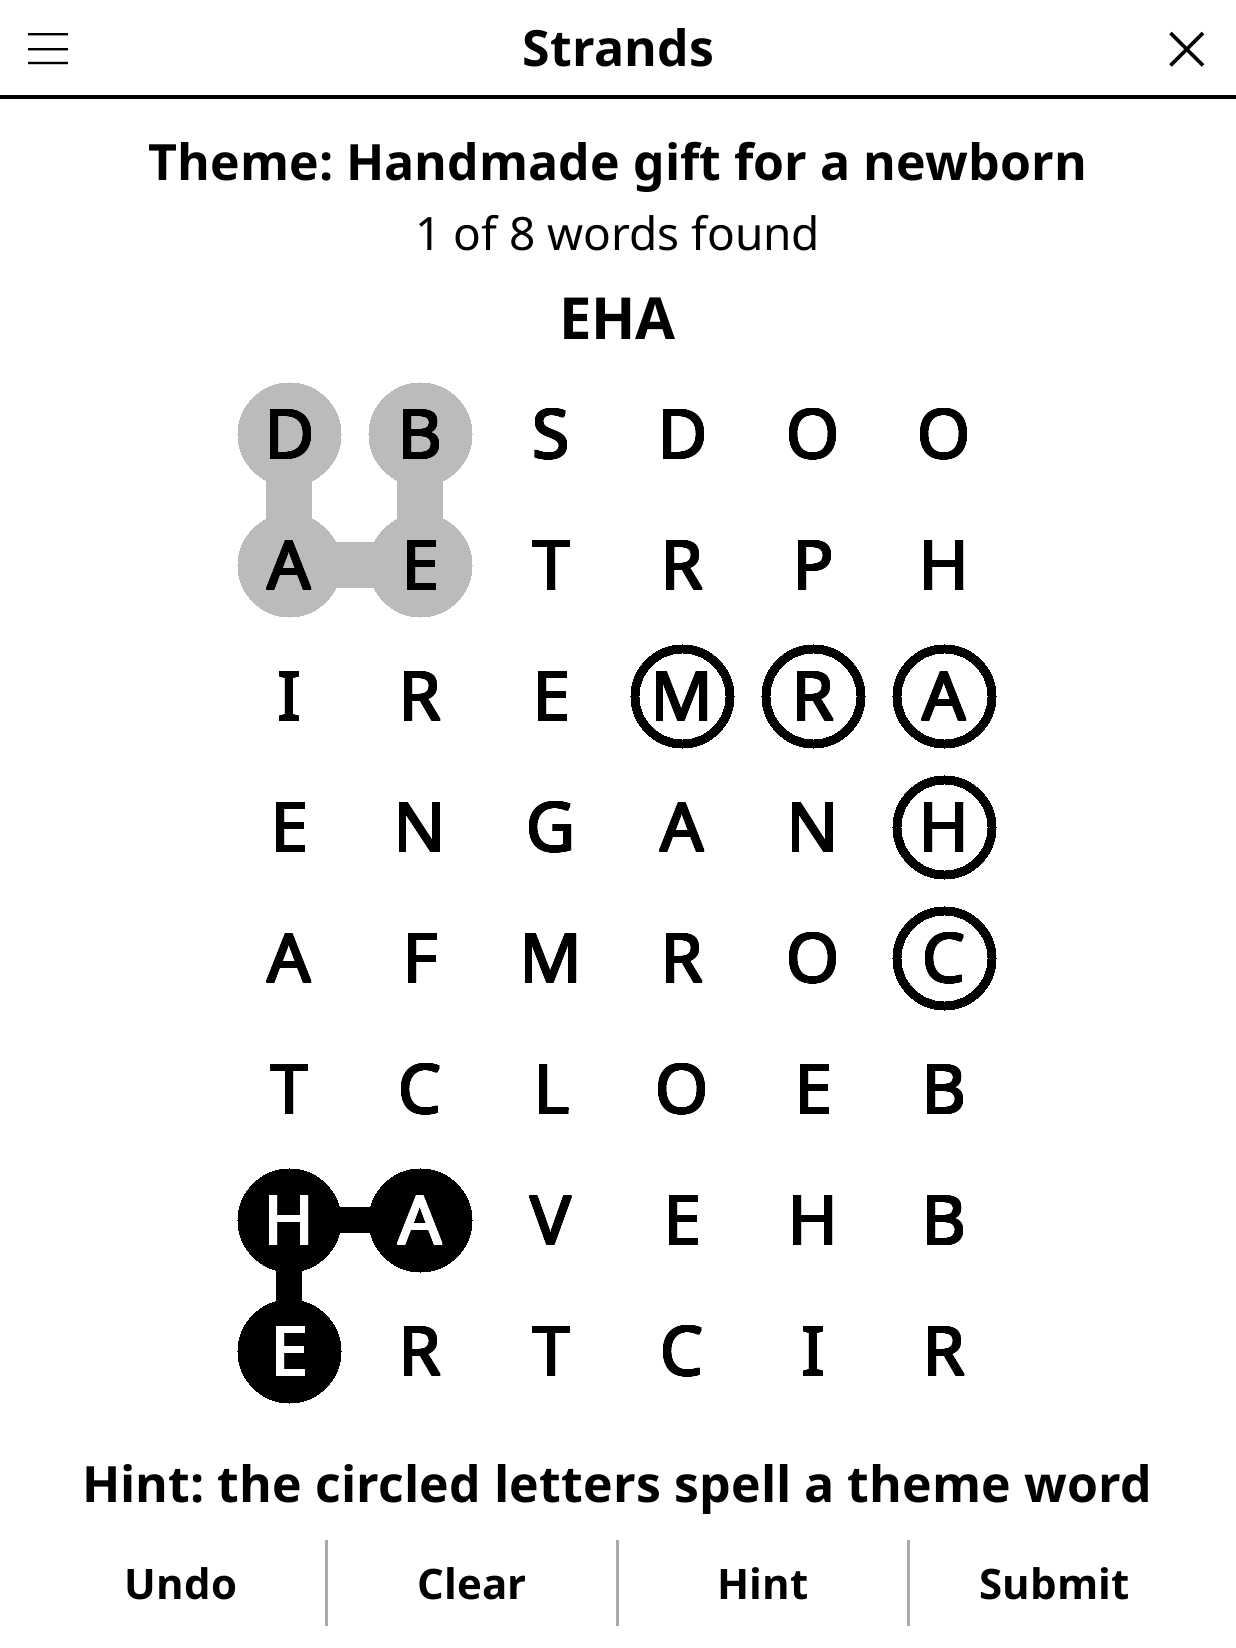 Strands
Theme: Handmade gift for a newborn
1 of 8 words found
EHA
D B S D O O
A E T R P H
I R E M R A
E N G A N H
A F M R O C
T C L O E B
H A V E H B
E R T C I R
Hint: the circled letters spell a theme word
Undo Clear Hint Submit